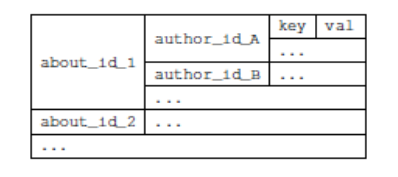 key val
author_id_A
...
about_id_1
author_id_B ...
...
about_id_2 ...
...